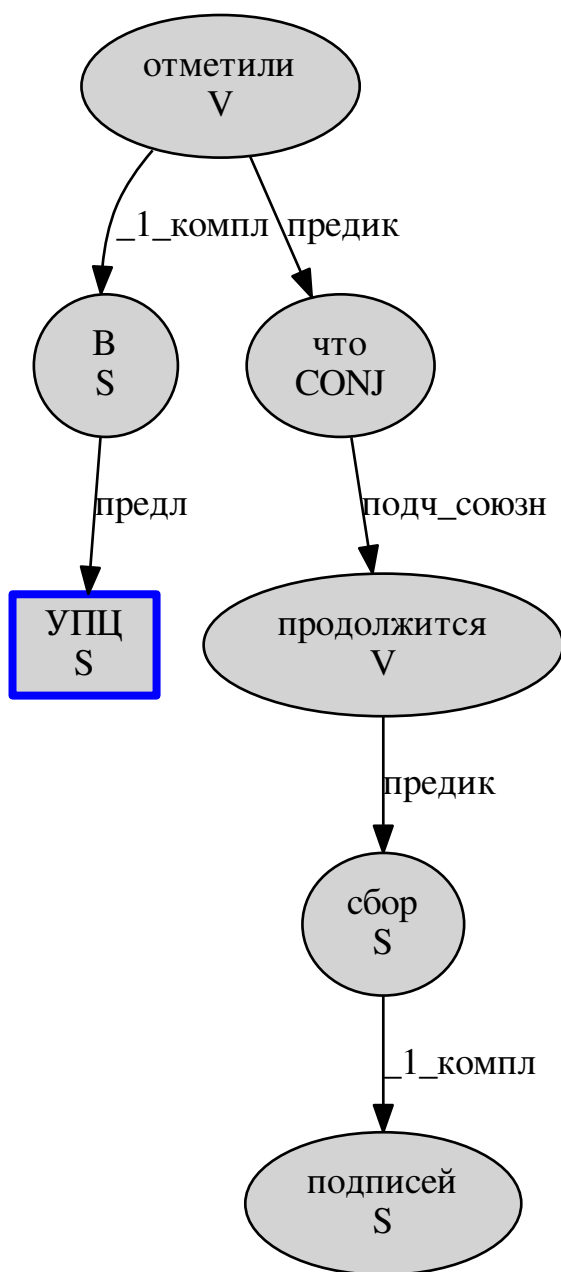 отметили
V
_1_компл предик
В
S
что
CONJ
предл
подч_союзн
УПЦ
S
продолжится
V
предик
сбор
S
_1_компл
подписей
S